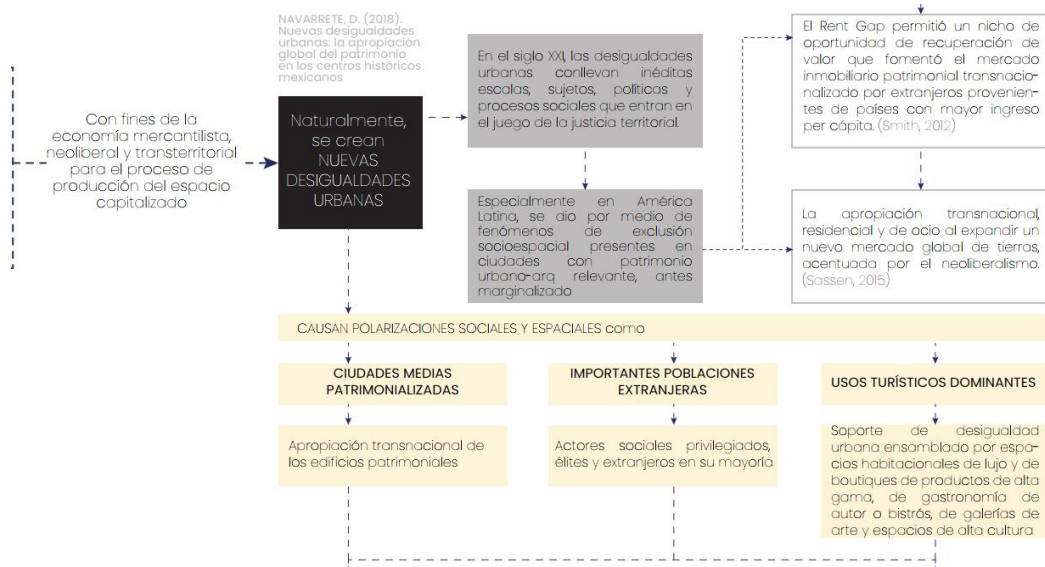 NAVARRETE, D. (2018).
Nuevas desigualdades
urbanas: la apropiación
global del patrimonio
en los centros históricos
mexicanos
Con fines de la
economía mercantilista,
neoliberal y transterritorial
para el proceso de
producción del espacio
capitalizado
Naturalmente,
se crean
NUEVAS
DESIGUALDADES
URBANAS
En el siglo XXI, las desigualdades
urbanas conllevan inéditas
escalas, sujetos, políticas y
procesos sociales que entran en
el juego de la justicia territorial.
Especialmente en América
Latina, se dio por medio de
fenómenos de exclusión
socioespacial presentes en
ciudades con patrimonio
urbano-arq relevante, antes
marginalizado
El Rent Gap permitió un nicho de
oportunidad de recuperación de
valor que fomentó el mercado
inmobiliario patrimonial transnacio-
nalizado por extranjeros provenien-
tes de países con mayor ingreso
per cápita. (Smith, 2012)
La apropiación transnacional,
residencial y de ocio al expandir un
nuevo mercado global de tierras,
acentuada por el neoliberalismo.
(Sassen, 2015)
CAUSAN POLARIZACIONES SOCIALES Y ESPACIALES como
CIUDADES MEDIAS
PATRIMONIALIZADAS
Apropiación transnacional de
los edificios patrimoniales
IMPORTANTES POBLACIONES
EXTRANJERAS
Actores sociales privilegiados,
élites y extranjeros en su mayoría
USOS TURÍSTICOS DOMINANTES
Soporte de desigualdad
urbana ensamblado por espa-
cios habitacionales de lujo y de
boutiques de productos de alta
gama, de gastronomía de
autor o bistrós, de galerías de
arte y espacios de alta cultura